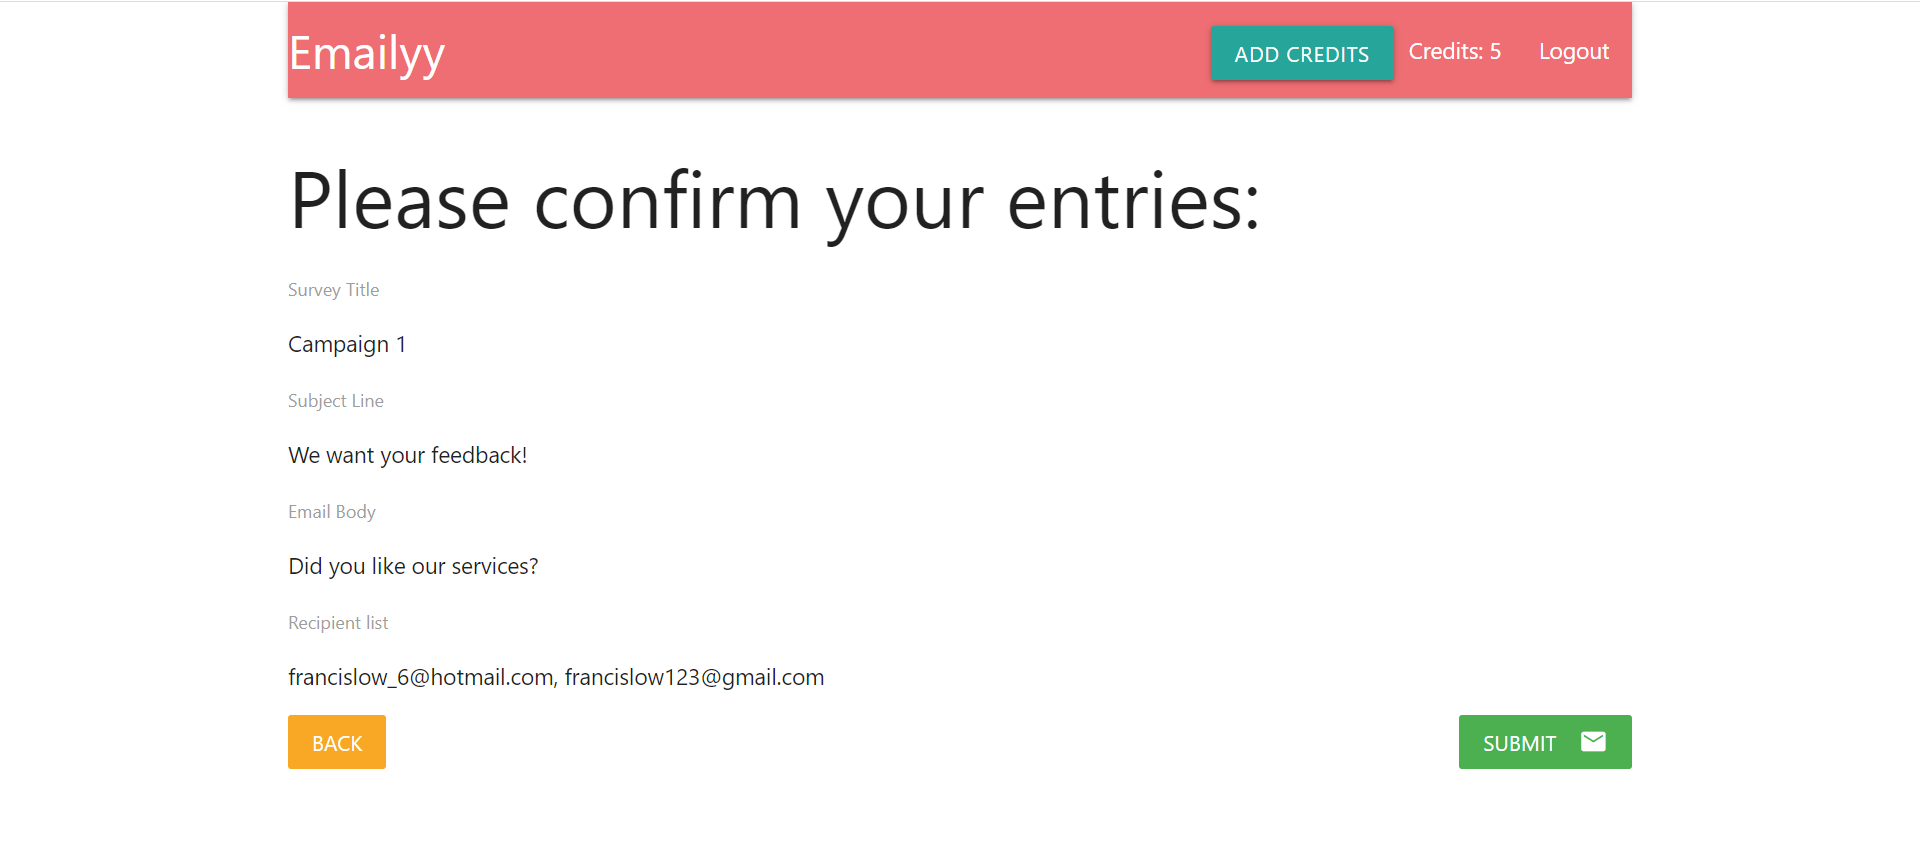 Emailyy
ADD CREDITS
Credits: 5
Logout
Please confirm your entries:
Survey Title
Campaign 1
Subject Line
We want your feedback!
Email Body
Did you like our services?
Recipient list
francislow_6@hotmail.com, francislow123@gmail.com
BACK
SUBMIT